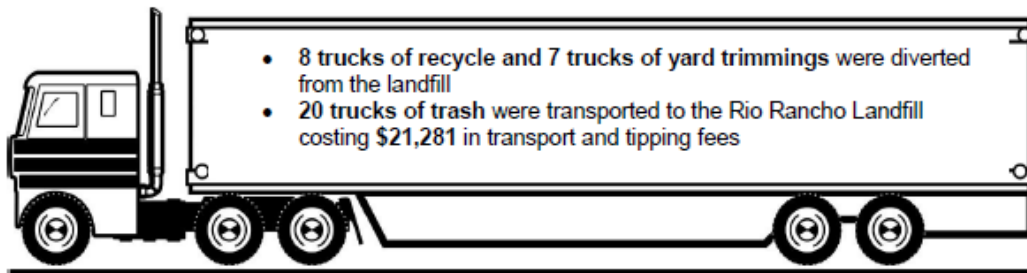 • 8 trucks of recycle and 7 trucks of yard trimmings were diverted
from the landfill
• 20 trucks of trash were transported to the Rio Rancho Landfill
costing $21,281 in transport and tipping fees